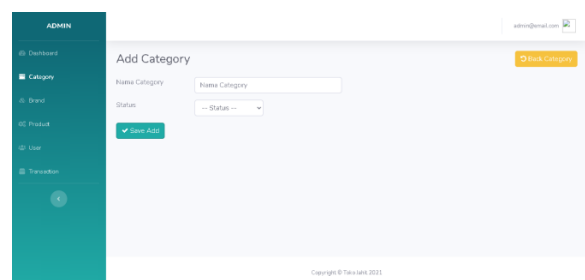 ADMIN
admin@email.com
Dashboard
Category
Brand
Product
User
Transaction
Add Category
Back Category
Name Category
Name Category
Status
-- Status --
Save Add
Copyright © Toko Jahit 2021